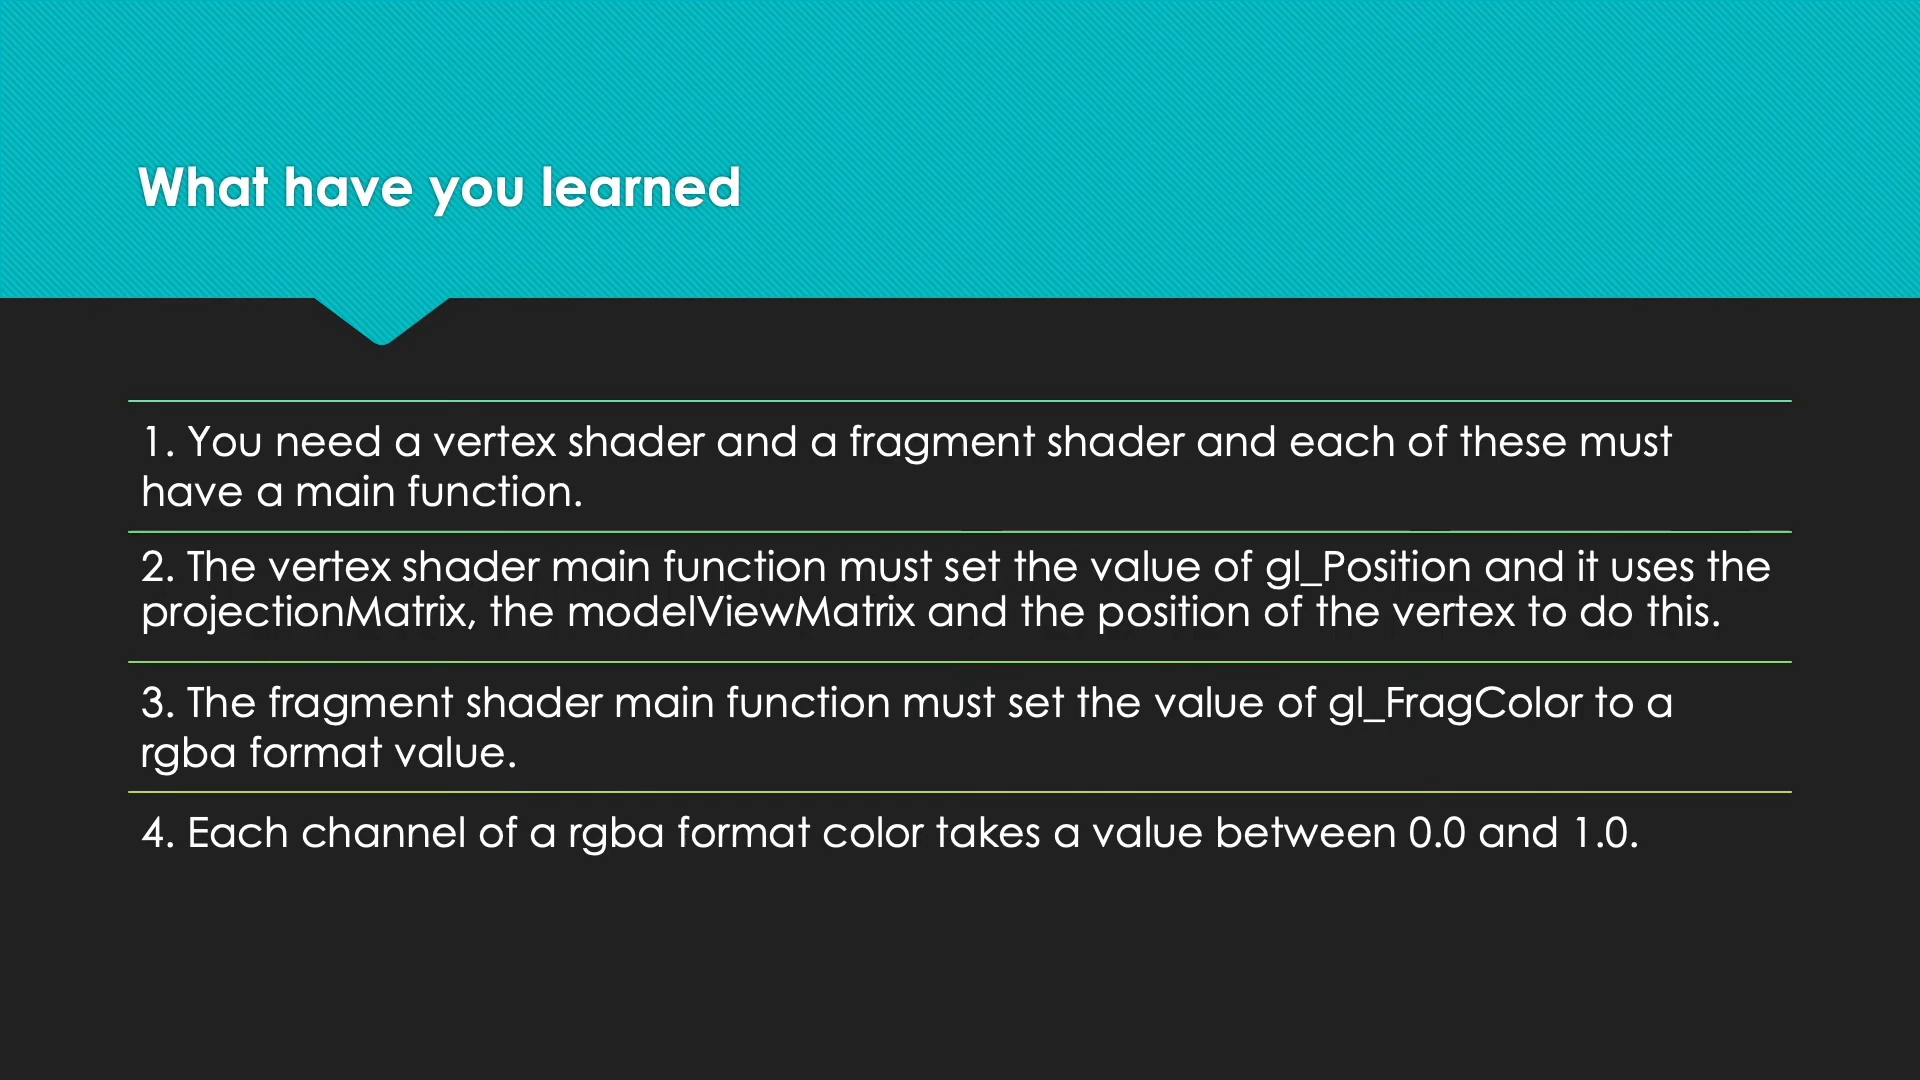 What have you learned
1. You need a vertex shader and a fragment shader and each of these must
have a main function.
2. The vertex shader main function must set the value of gl_Position and it uses the
projectionMatrix, the modelViewMatrix and the position of the vertex to do this.
3. The fragment shader main function must set the value of gl_FragColor to a
rgba format value.
4. Each channel of a rgba format color takes a value between 0.0 and 1.0.